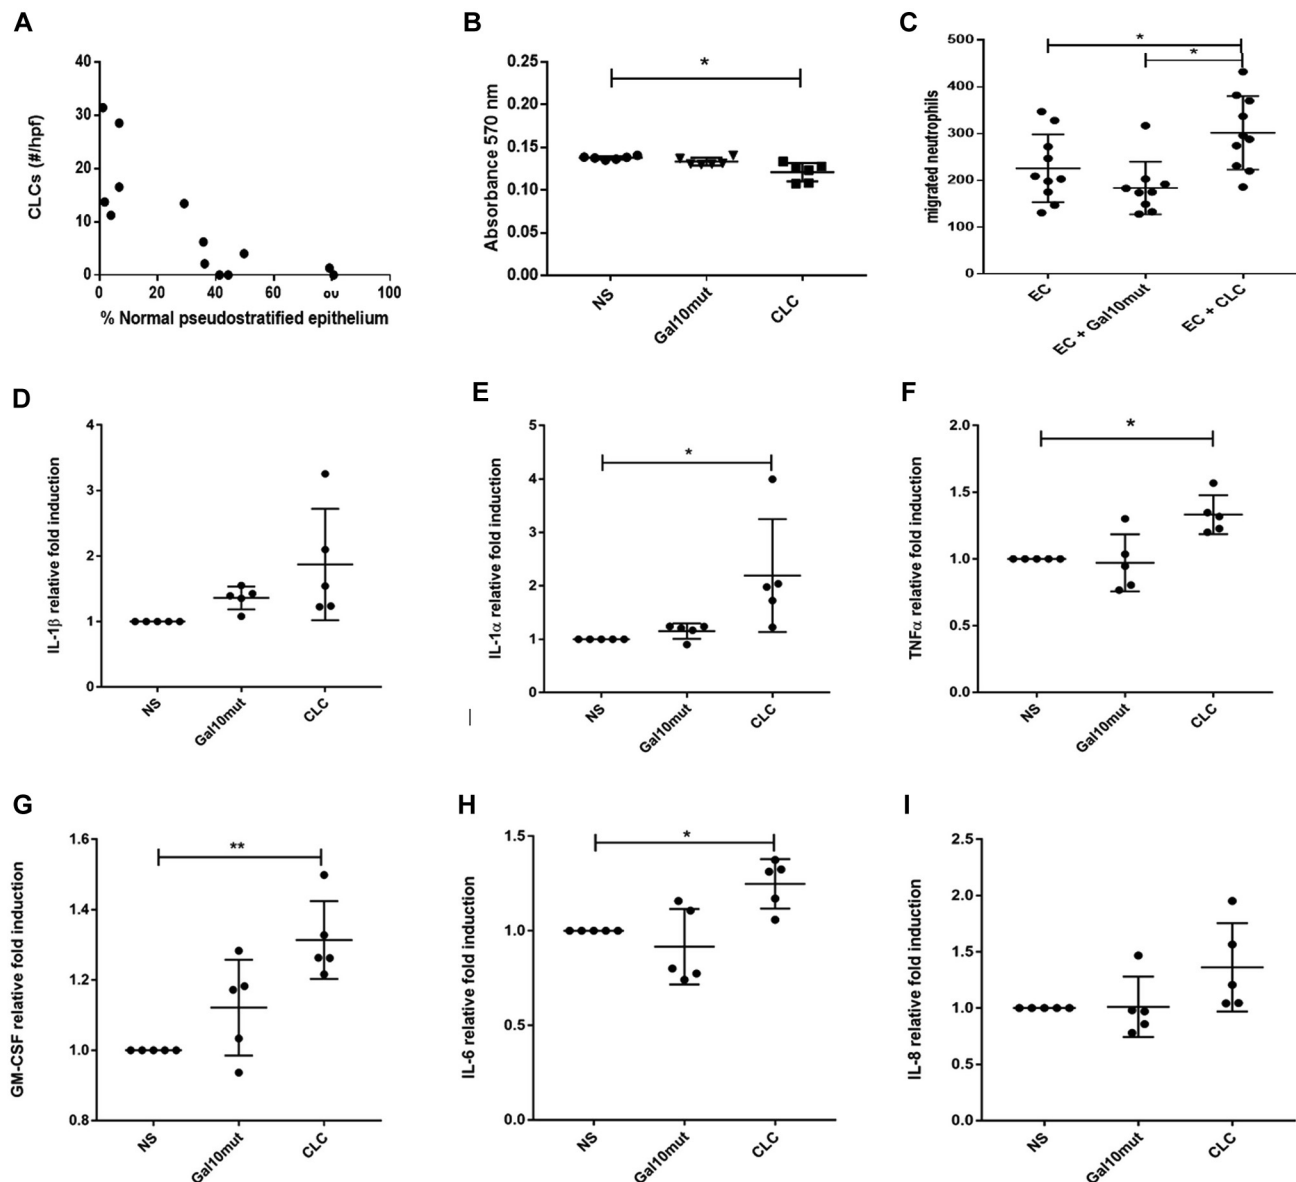 A
CLCs (#/hpf)
40
30
20
10
0
0 20 40 60 80 100
% Normal pseudostratified epithelium
B
Absorbance 570 nm
0.25
0.20
0.15
0.10
0.05
0.00
*
NS
Gal10mut
CLC
C
migrated neutrophils
500
400
300
200
100
0
*
*
EC
EC + Gal10mut
EC + CLC
D
IL-1β relative fold induction
4
3
2
1
0
NS
Gal10mut
CLC
E
IL-1α relative fold induction
5
4
3
2
1
0
*
NS
Gal10mut
CLC
F
TNFα relative fold induction
2.0
1.5
1.0
0.5
0.0
*
NS
Gal10mut
CLC
G
GM-CSF relative fold induction
1.6
1.4
1.2
1.0
0.8
**
NS
Gal10mut
CLC
H
IL-6 relative fold induction
1.5
1.0
0.5
0.0
*
NS
Gal10mut
CLC
I
IL-8 relative fold induction
2.5
2.0
1.5
1.0
0.5
0.0
NS
Gal10mut
CLC